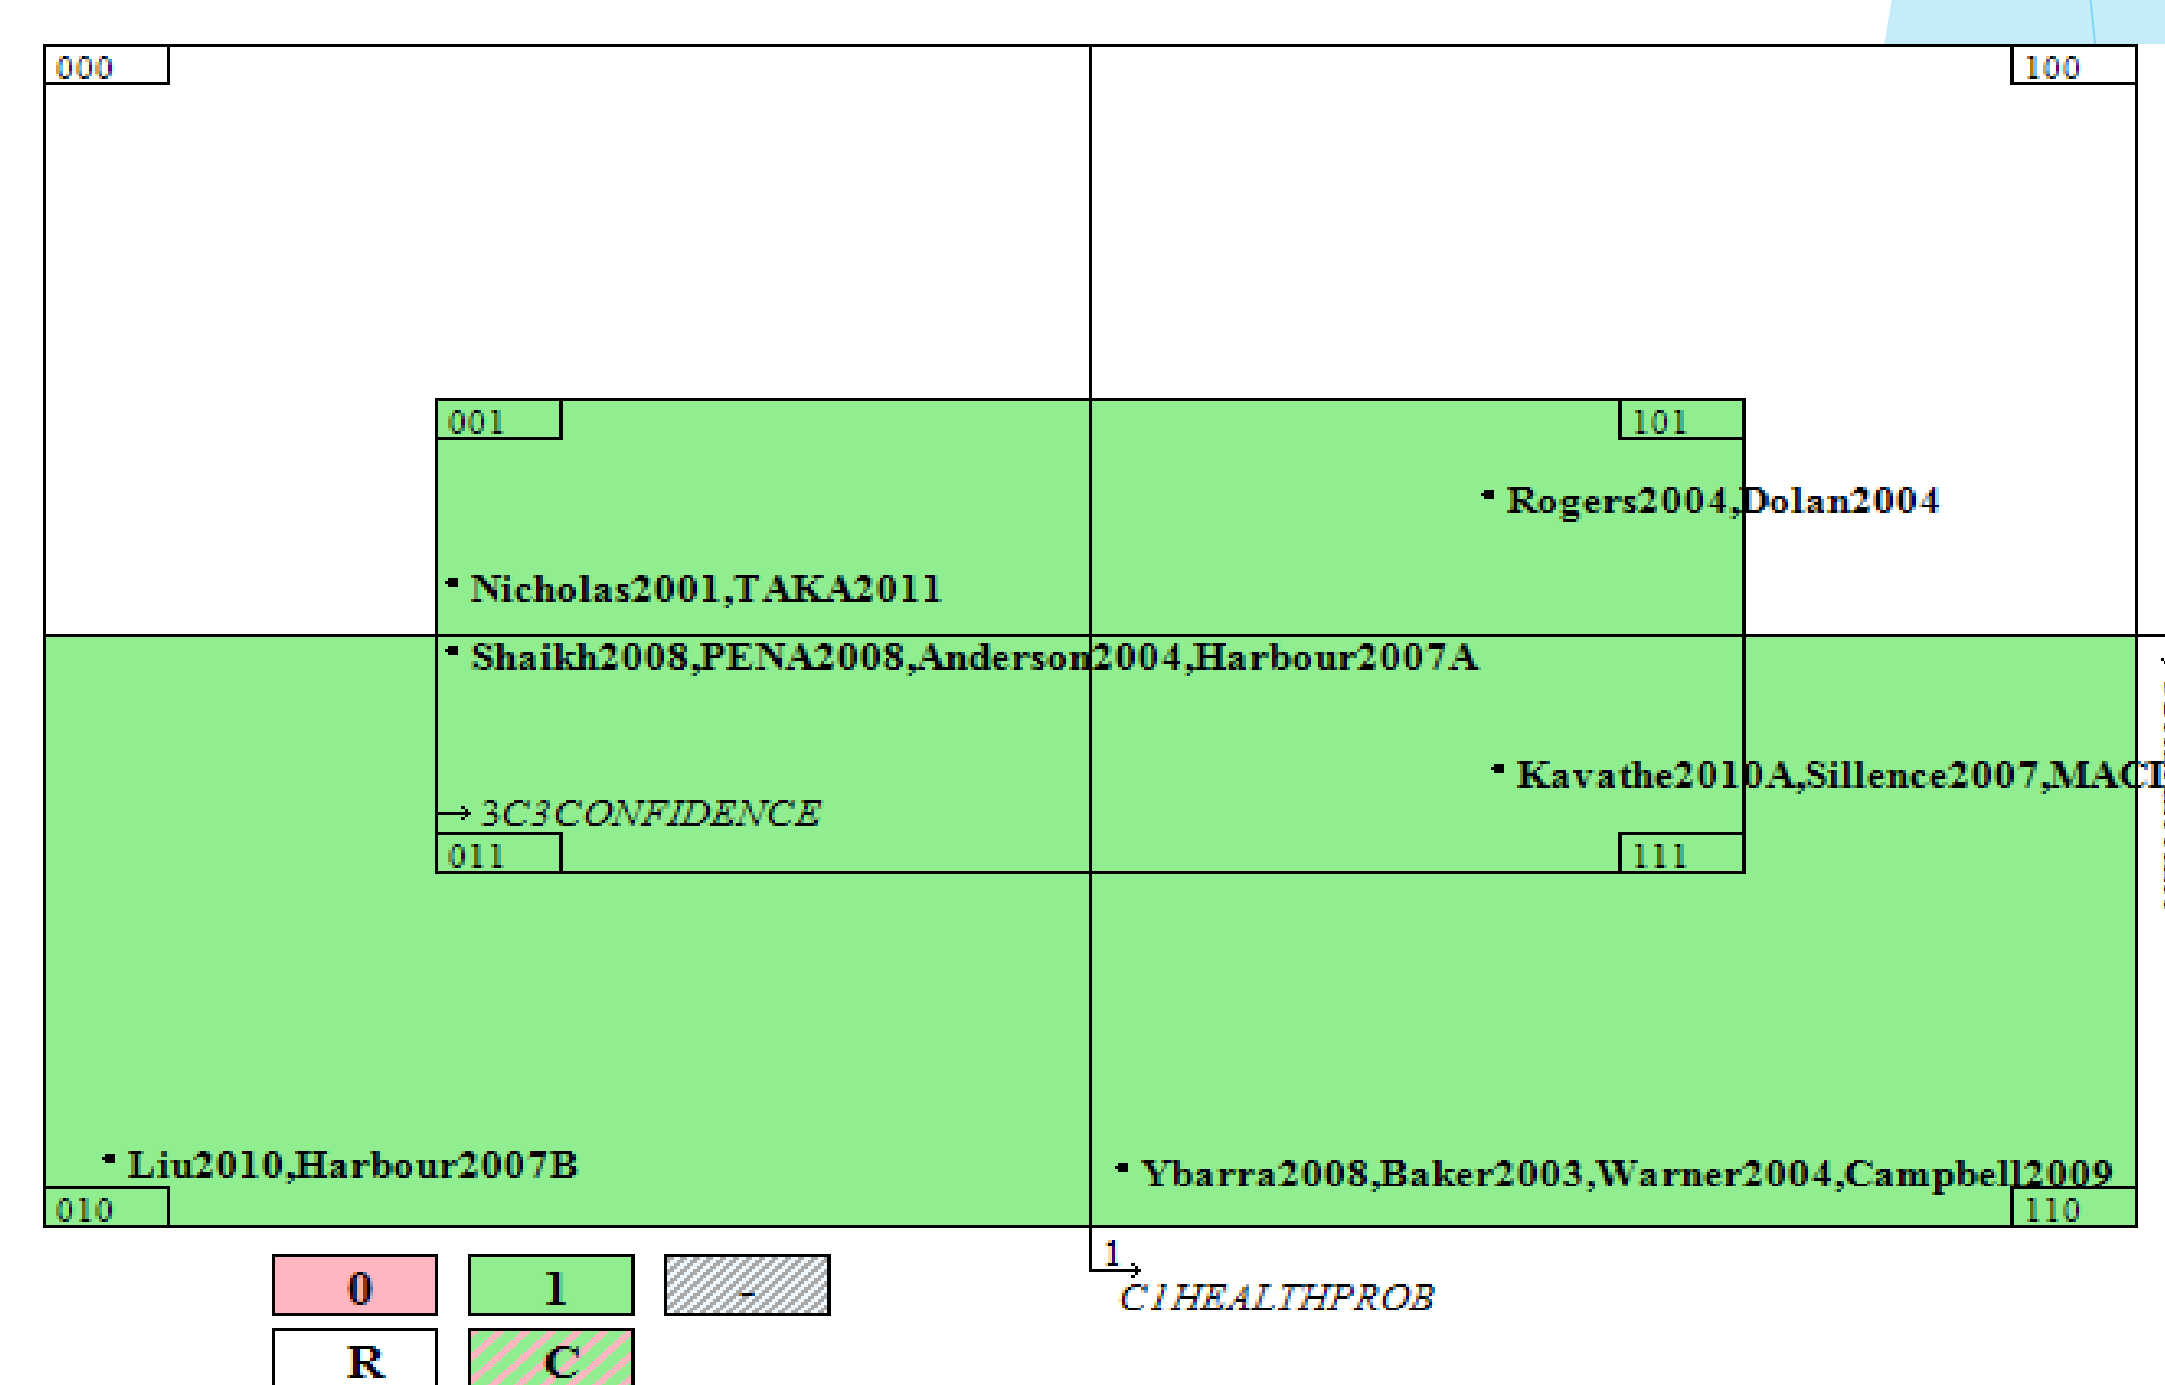 000
100
001
101
Rogers2004,Dolan2004
Nicholas2001,TAKA2011
Shaikh2008,PENA2008,Anderson2004,Harbour2007A
Kavathe2010A,Sillence2007,
3C3CONFIDENCE
011
111
Liu2010,Harbour2007B
Ybarra2008,Baker2003,Warner2004,Campbell2009
010
110
1
C1HEALTHPROB
0
1
-
R
C